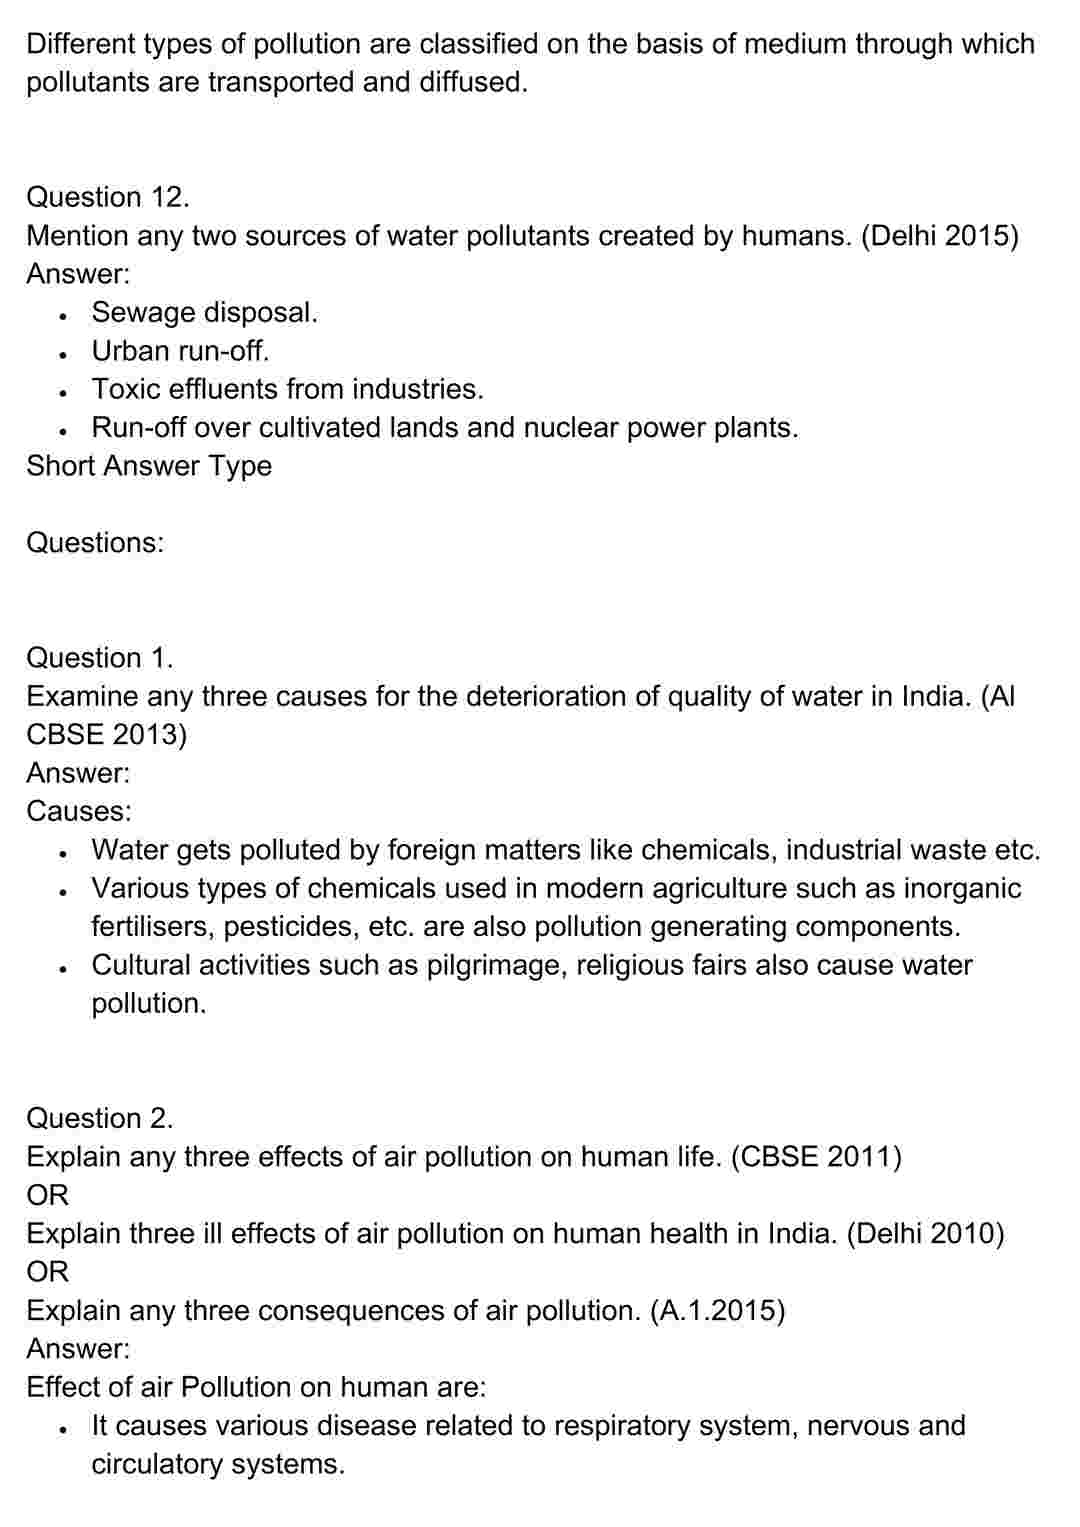 Different types of pollution are classified on the basis of medium through which
pollutants are transported and diffused.
Question 12.
Mention any two sources of water pollutants created by humans. (Delhi 2015)
Answer:
• Sewage disposal.
• Urban run-off.
• Toxic effluents from industries.
• Run-off over cultivated lands and nuclear power plants.
Short Answer Type
Questions:
Question 1.
Examine any three causes for the deterioration of quality of water in India. (Al
CBSE 2013)
Answer:
Causes:
• Water gets polluted by foreign matters like chemicals, industrial waste etc.
• Various types of chemicals used in modern agriculture such as inorganic
fertilisers, pesticides, etc. are also pollution generating components.
• Cultural activities such as pilgrimage, religious fairs also cause water
pollution.
Question 2.
Explain any three effects of air pollution on human life. (CBSE 2011)
OR
Explain three ill effects of air pollution on human health in India. (Delhi 2010)
OR
Explain any three consequences of air pollution. (A.1.2015)
Answer:
Effect of air Pollution on human are:
• It causes various disease related to respiratory system, nervous and
circulatory systems.